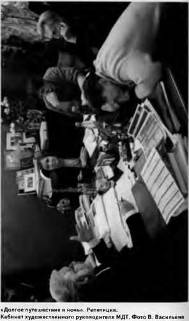 «Долгое путешествие в ночь». Репетиция.
Кабинет художественного руководителя МДТ. Фото В. Васильева